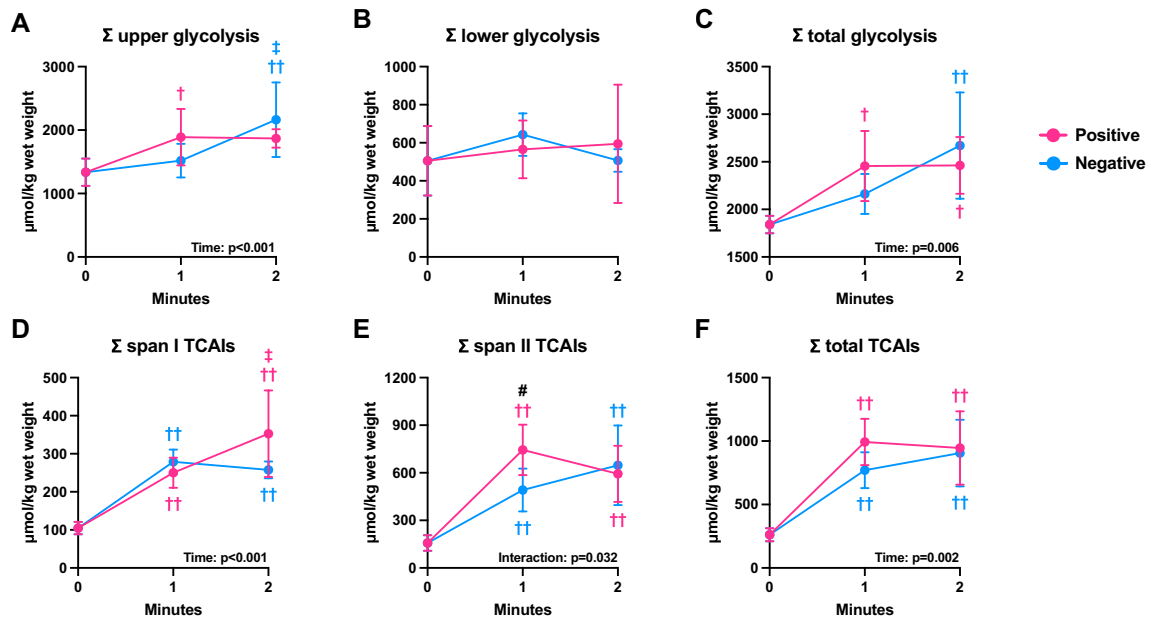 A
Σ upper glycolysis
‡
††
†
3000
2000
1000
0
μmol/kg wet weight
Time: p<0.001
0 1 2
Minutes
B
Σ lower glycolysis
1000
800
600
400
200
0
μmol/kg wet weight
0 1 2
Minutes
C
Σ total glycolysis
††
†
†
3500
3000
2500
2000
1500
μmol/kg wet weight
Time: p=0.006
0 1 2
Minutes
Positive
Negative
D
Σ span I TCAIs
‡
††
††
††
††
500
400
300
200
100
0
μmol/kg wet weight
Time: p<0.001
0 1 2
Minutes
E
Σ span II TCAIs
#
††
††
††
††
1200
900
600
300
0
μmol/kg wet weight
Interaction: p=0.032
0 1 2
Minutes
F
Σ total TCAIs
††
††
††
††
1500
1000
500
0
μmol/kg wet weight
Time: p=0.002
0 1 2
Minutes